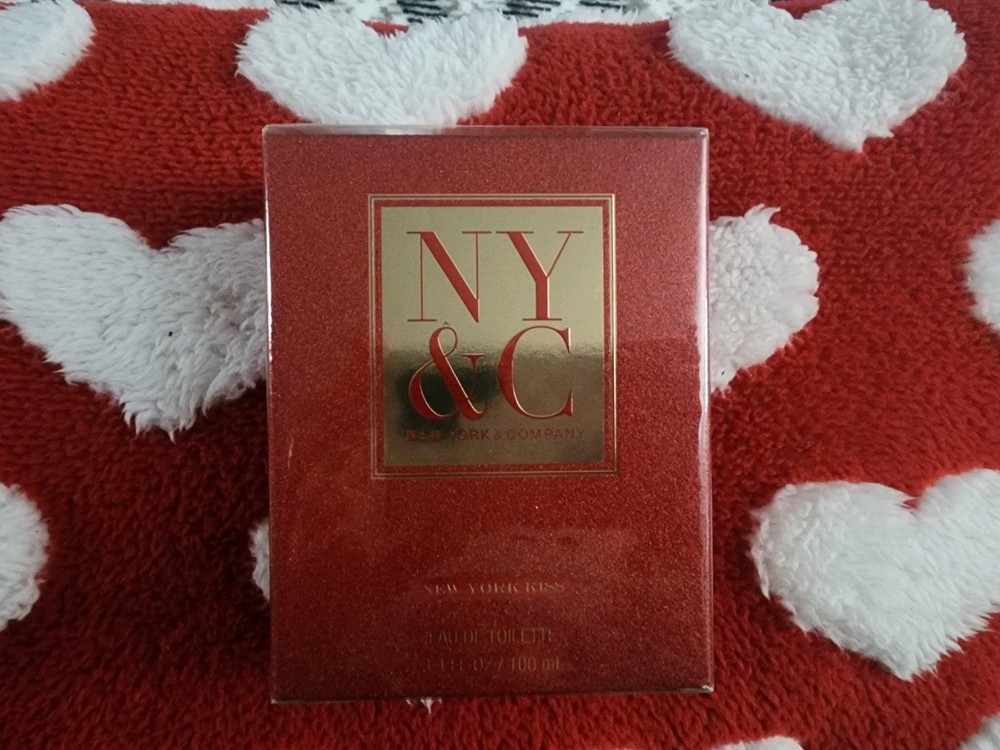 NY
&C
NEW YORK & COMPANY
NEW YORK KISS
EAU DE TOILETTE
3.4 FL OZ / 100 ml